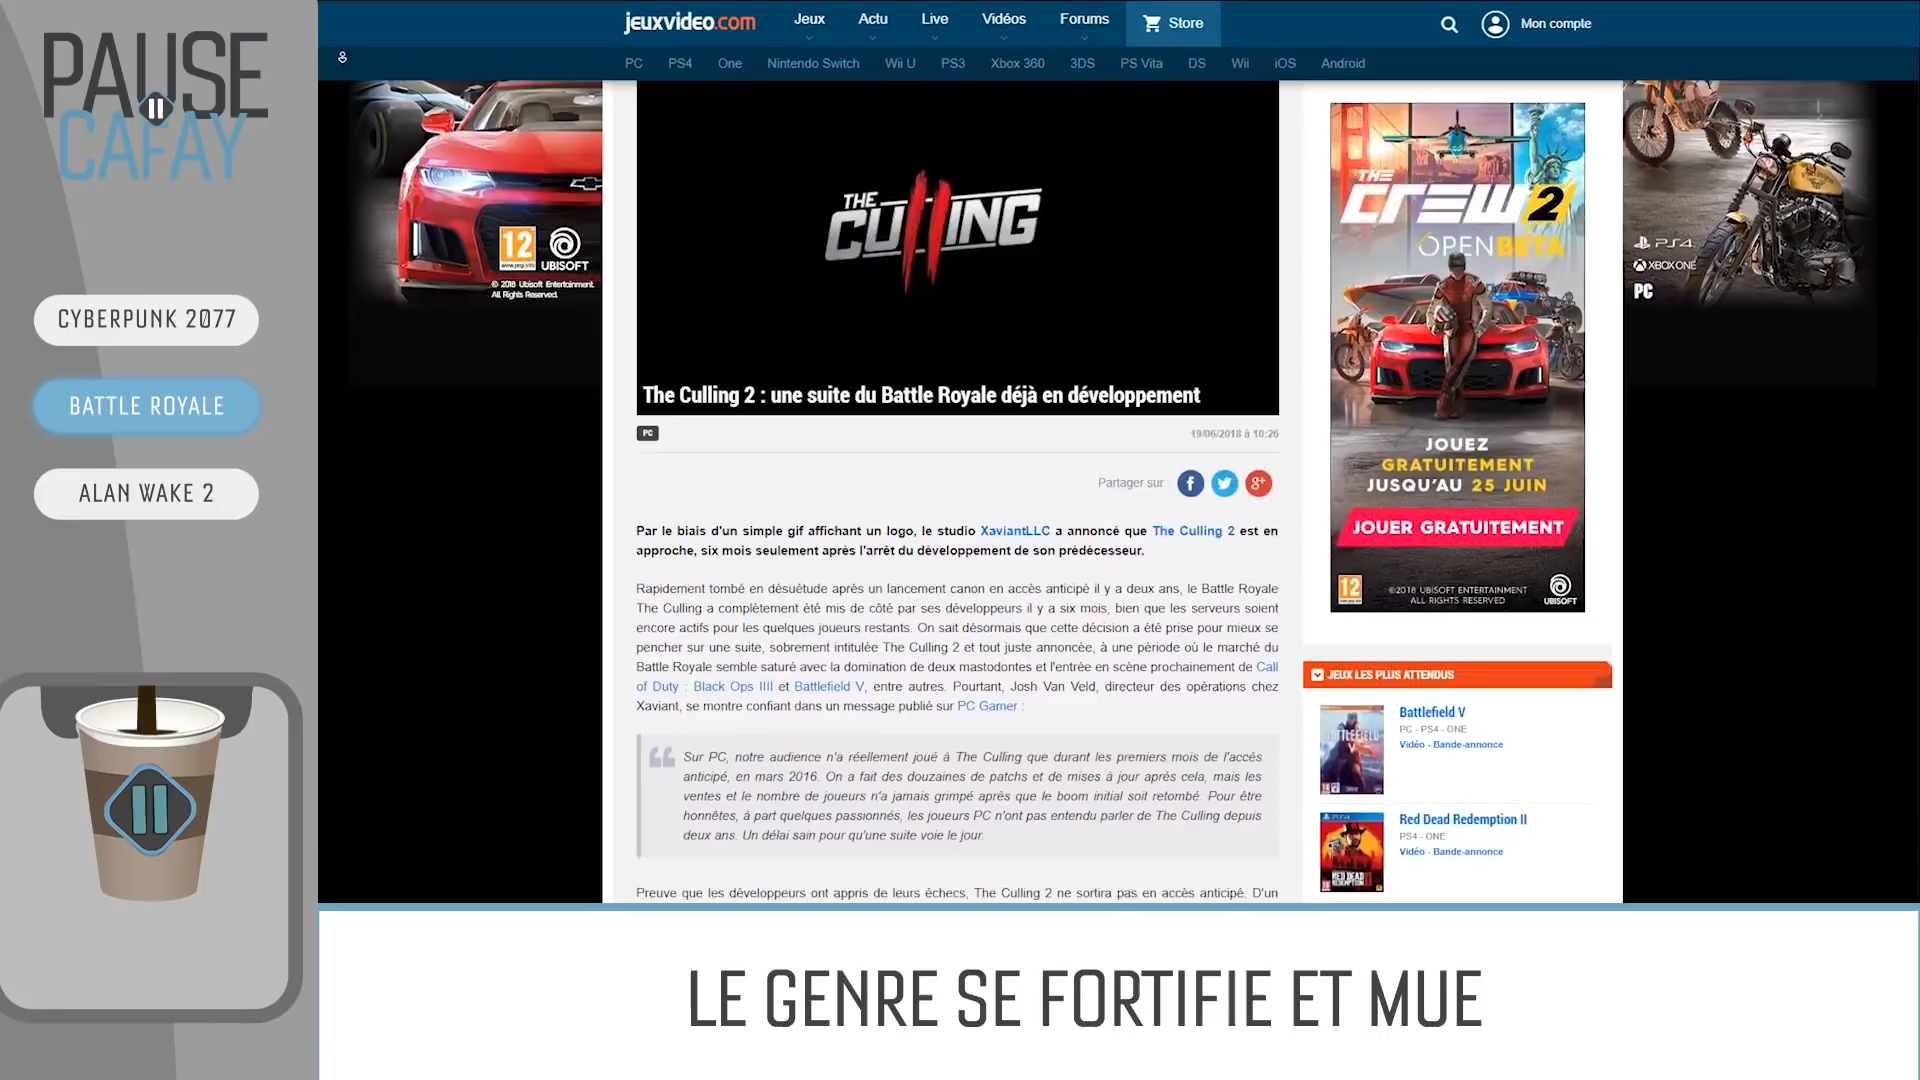 PAUSE
CAFAY
CYBERPUNK 2077
BATTLE ROYALE
ALAN WAKE 2
jeuxvideo.com
Jeux
Actu
Live
Vidéos
Forums
Store
Mon compte
PC
PS4
One
Nintendo Switch
Wii U
PS3
Xbox 360
3DS
PS Vita
DS
Wii
iOS
Android
12
www.pegi.info
UBISOFT
© 2018 Ubisoft Entertainment.
All Rights Reserved.
THE
CULLING
The Culling 2 : une suite du Battle Royale déjà en développement
PC
19/06/2018 à 10:26
Partager sur :
Par le biais d'un simple gif affichant un logo, le studio XaviantLLC a annoncé que The Culling 2 est en
approche, six mois seulement après l'arrêt du développement de son prédécesseur.
Rapidement tombé en désuétude après un lancement canon en accès anticipé il y a deux ans, le Battle Royale
The Culling a complètement été mis de côté par ses développeurs il y a six mois, bien que les serveurs soient
encore actifs pour les quelques joueurs restants. On sait désormais que cette décision a été prise pour mieux se
pencher sur une suite, sobrement intitulée The Culling 2 et tout juste annoncée, à une période où le marché du
Battle Royale semble saturé avec la domination de deux mastodontes et l'entrée en scène prochainement de Call
of Duty : Black Ops IIII et Battlefield V, entre autres. Pourtant, Josh Van Veld, directeur des opérations chez
Xaviant, se montre confiant dans un message publié sur PC Gamer :
Sur PC, notre audience n'a réellement joué à The Culling que durant les premiers mois de l'accès
anticipé, en mars 2016. On a fait des douzaines de patchs et de mises à jour après cela, mais les
ventes et le nombre de joueurs n'a jamais grimpé après que le boom initial soit retombé. Pour être
honnêtes, à part quelques passionnés, les joueurs PC n'ont pas entendu parler de The Culling depuis
deux ans. Un délai sain pour qu'une suite voie le jour.
Preuve que les développeurs ont appris de leurs échecs, The Culling 2 ne sortira pas en accès anticipé. D'un
THE
CREW 2
OPEN BETA
JOUEZ
GRATUITEMENT
JUSQU'AU 25 JUIN
JOUER GRATUITEMENT
12
©2018 UBISOFT ENTERTAINMENT
ALL RIGHTS RESERVED
UBISOFT
PS4
XBOX ONE
PC
JEUX LES PLUS ATTENDUS
Battlefield V
PC - PS4 - ONE
Vidéo - Bande-annonce
Red Dead Redemption II
PS4 - ONE
Vidéo - Bande-annonce
LE GENRE SE FORTIFIE ET MUE